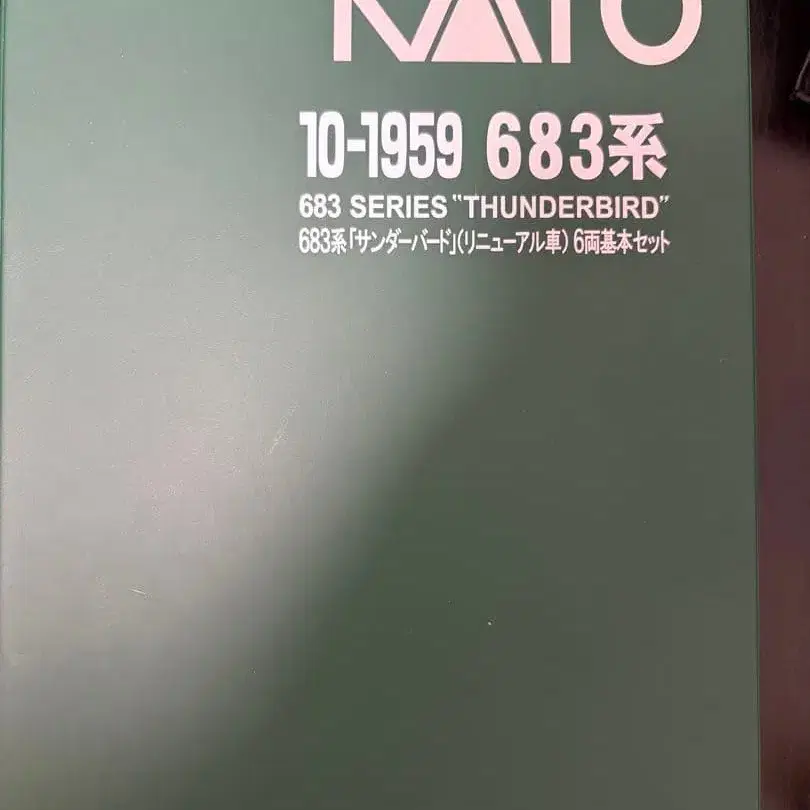 KATO
10-1959 683系
683 SERIES "THUNDERBIRD"
683系「サンダーバード」(リニューアル車) 6両基本セット